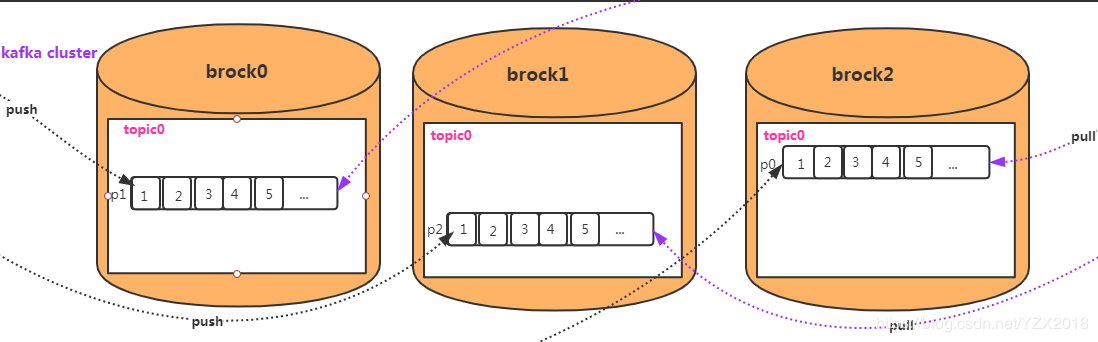 kafka cluster
brock0
brock1
brock2
push
topic0
topic0
topic0
pull
p0
1
2
3
4
5
...
p1
1
2
3
4
5
...
p2
1
2
3
4
5
...
push
pull
https://blog.csdn.net/YZX2018